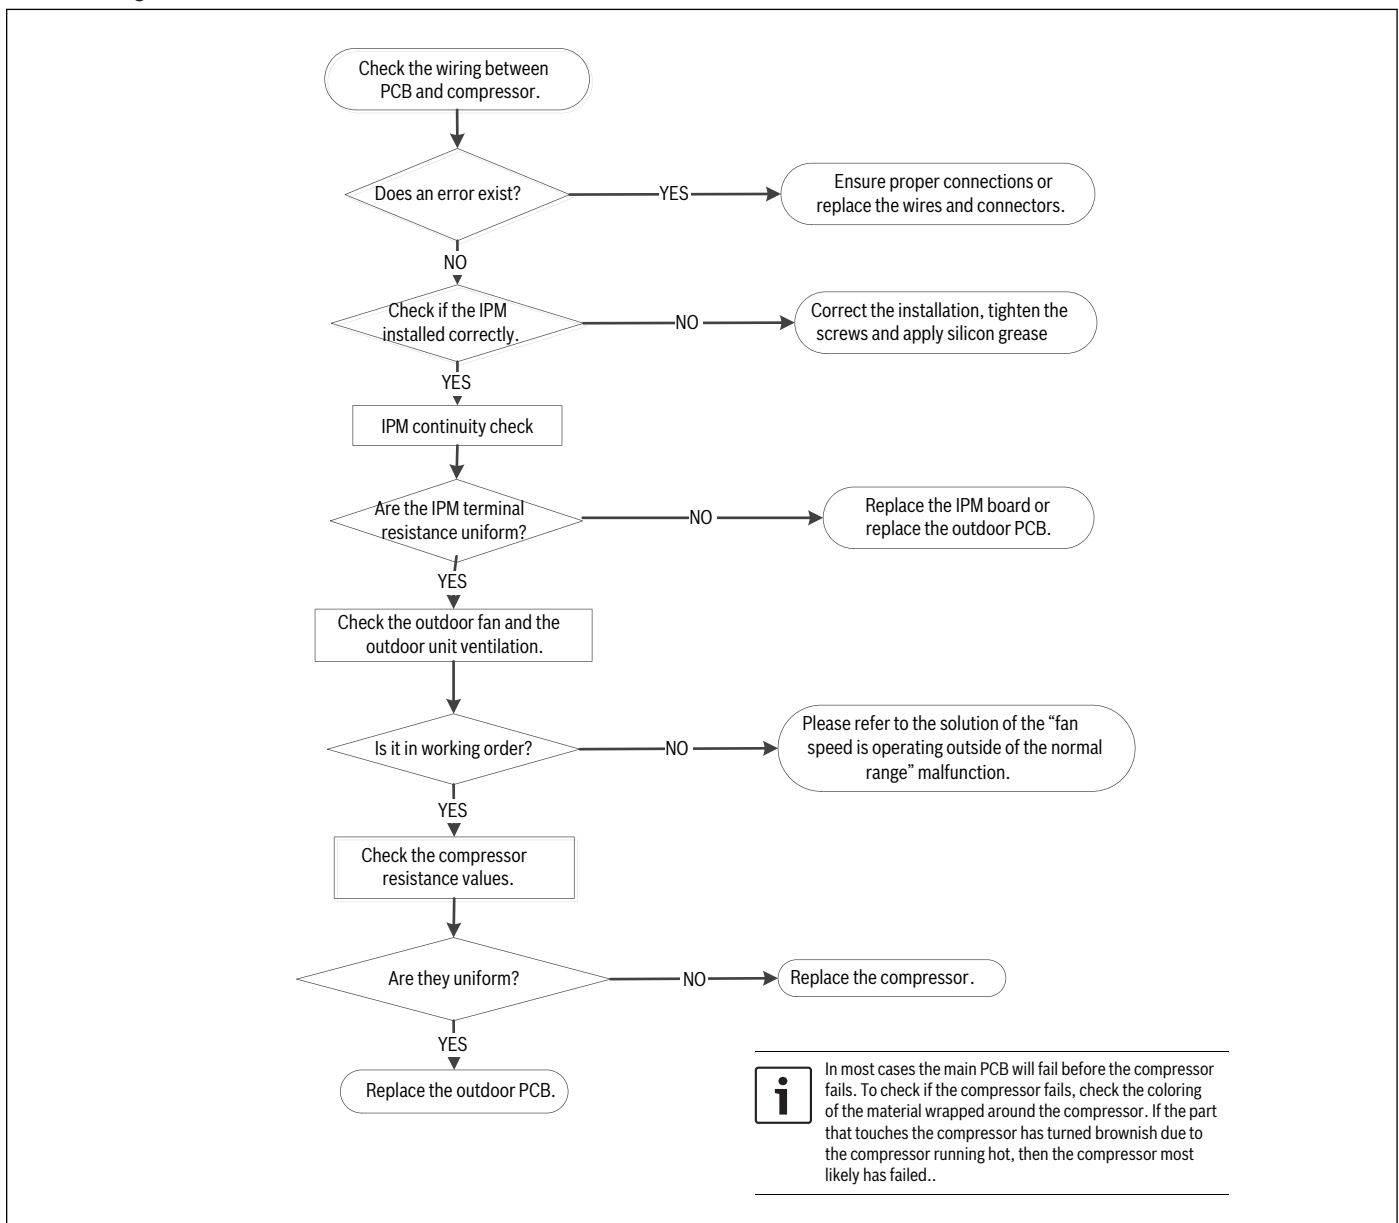 Check the wiring between
PCB and compressor.
Does an error exist?
YES
Ensure proper connections or
replace the wires and connectors.
NO
Check if the IPM
installed correctly.
NO
Correct the installation, tighten the
screws and apply silicon grease
YES
IPM continuity check
Are the IPM terminal
resistance uniform?
NO
Replace the IPM board or
replace the outdoor PCB.
YES
Check the outdoor fan and the
outdoor unit ventilation.
Is it in working order?
NO
Please refer to the solution of the “fan
speed is operating outside of the normal
range” malfunction.
YES
Check the compressor
resistance values.
Are they uniform?
NO
Replace the compressor.
YES
Replace the outdoor PCB.
In most cases the main PCB will fail before the compressor
fails. To check if the compressor fails, check the coloring
of the material wrapped around the compressor. If the part
that touches the compressor has turned brownish due to
the compressor running hot, then the compressor most
likely has failed..